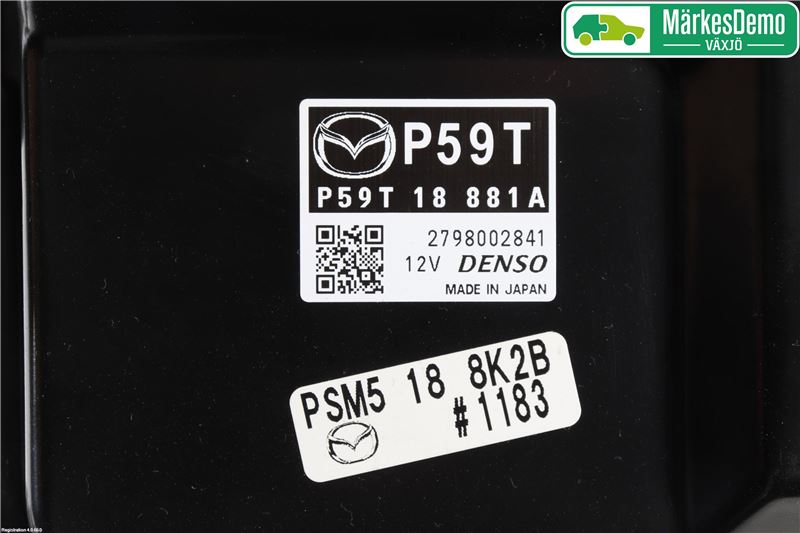 MärkesDemo
VÄXJÖ
P59T
P59T 18 881A
2798002841
12V DENSO
MADE IN JAPAN
PSM5 18 8K2B
#1183